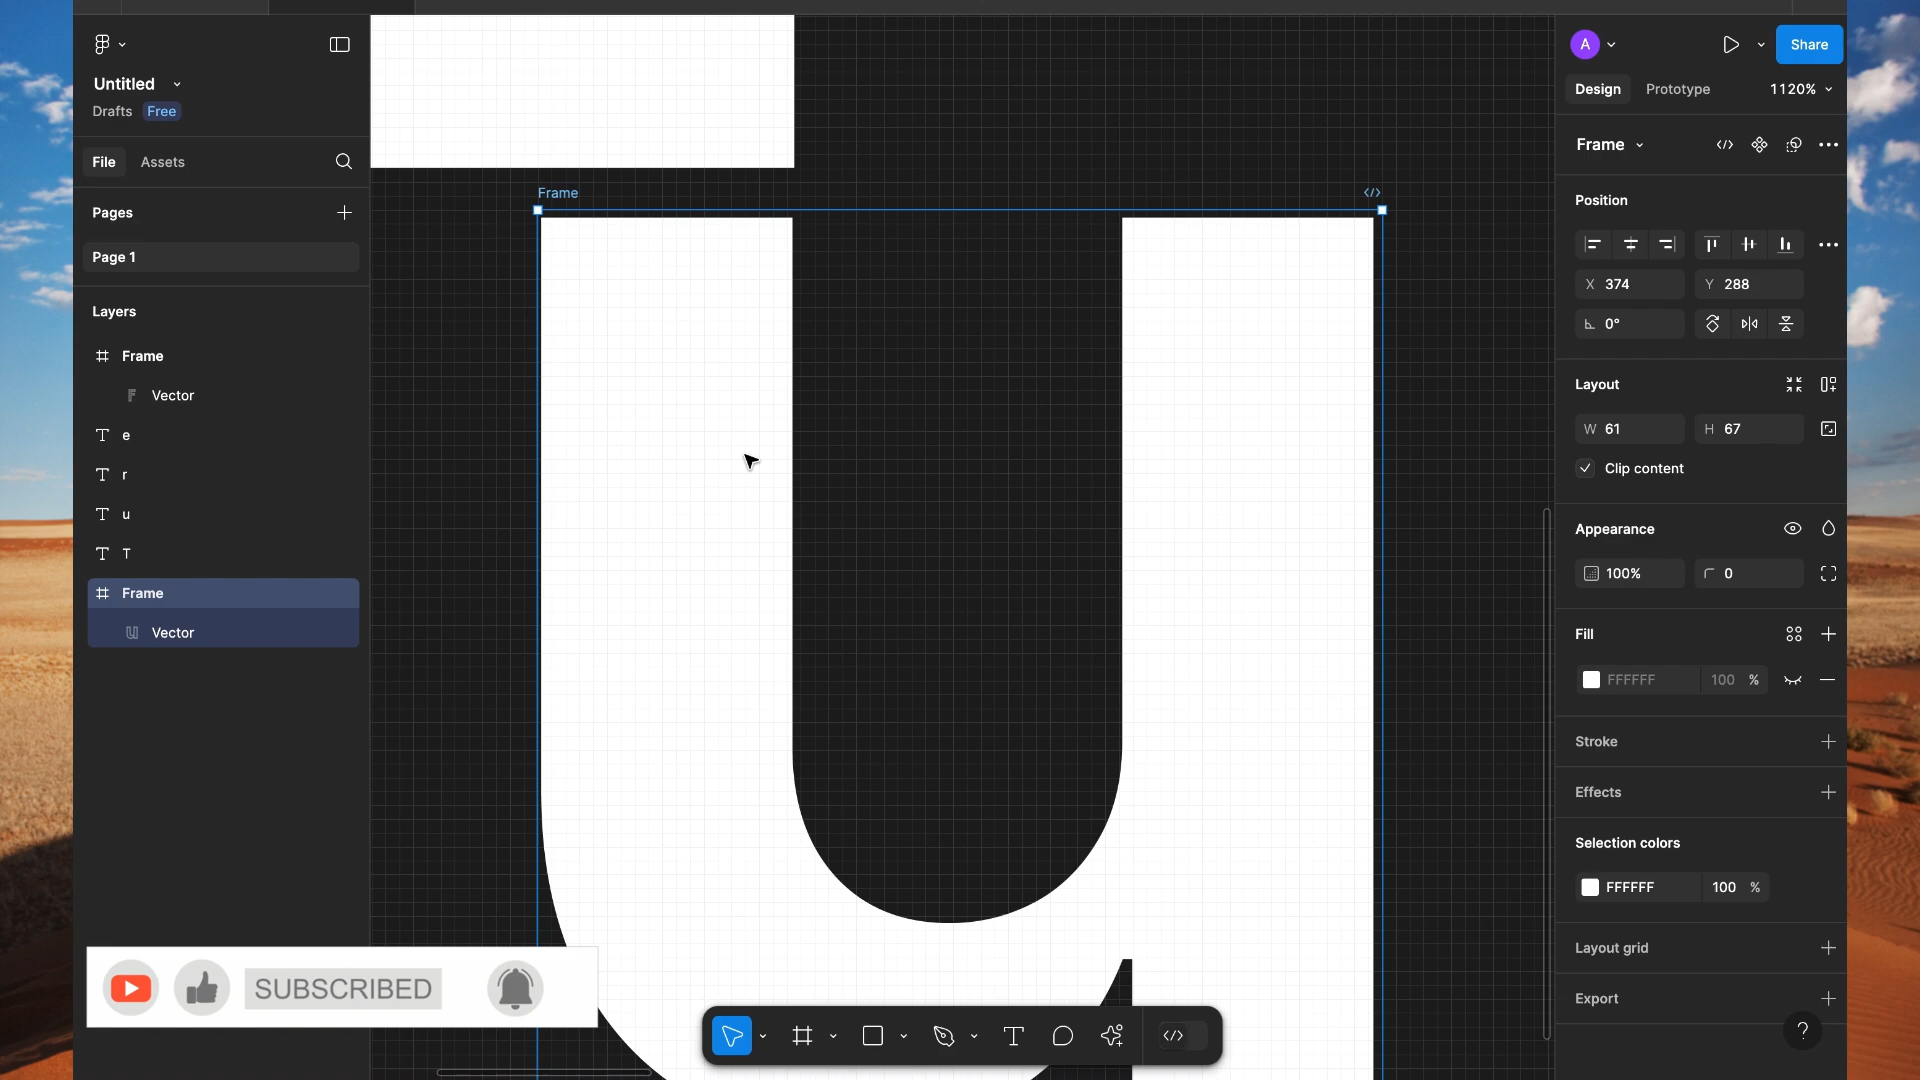 Untitled
Drafts Free
File Assets
Pages
Page 1
Layers
Frame
Vector
T e
T r
T u
T T
Frame
Vector
SUBSCRIBED
Frame </>
A Share
Design Prototype 1120%
Frame </>
Position
X 374 Y 288
0°
Layout
W 61 H 67
Clip content
Appearance
100% 0
Fill
FFFFFF 100 %
Stroke
Effects
Selection colors
FFFFFF 100 %
Layout grid
Export
?
T </>